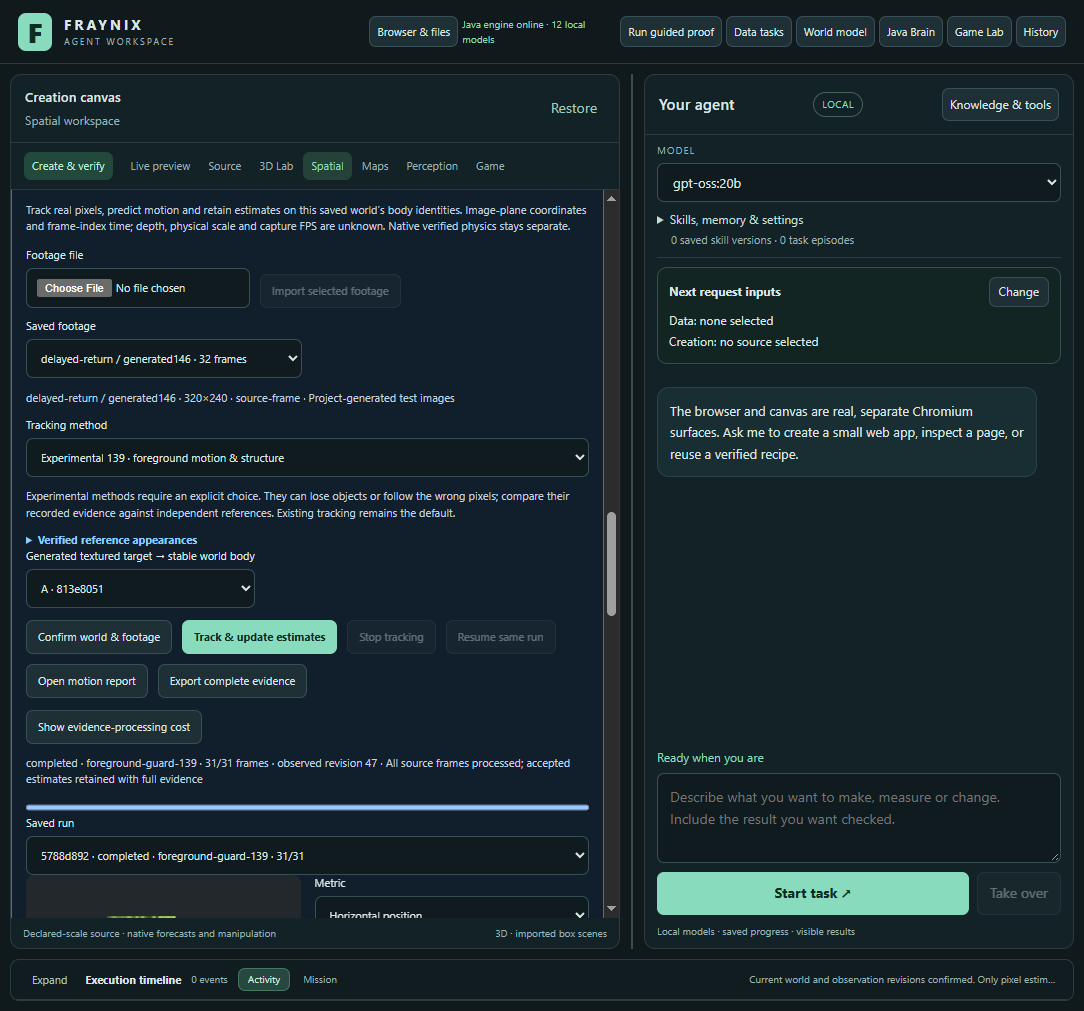 F
FRAYNIX
AGENT WORKSPACE
Browser & files
Java engine online · 12 local
models
Run guided proof
Data tasks
World model
Java Brain
Game Lab
History
Creation canvas
Spatial workspace
Restore
Create & verify
Live preview
Source
3D Lab
Spatial
Maps
Perception
Game
Track real pixels, predict motion and retain estimates on this saved world's body identities. Image-plane coordinates
and frame-index time; depth, physical scale and capture FPS are unknown. Native verified physics stays separate.
Footage file
Choose File No file chosen
Import selected footage
Saved footage
delayed-return / generated146 · 32 frames
delayed-return / generated146 · 320×240 · source-frame · Project-generated test images
Tracking method
Experimental 139 · foreground motion & structure
Experimental methods require an explicit choice. They can lose objects or follow the wrong pixels; compare their
recorded evidence against independent references. Existing tracking remains the default.
▶ Verified reference appearances
Generated textured target → stable world body
A · 813e8051
Confirm world & footage
Track & update estimates
Stop tracking
Resume same run
Open motion report
Export complete evidence
Show evidence-processing cost
completed · foreground-guard-139 · 31/31 frames · observed revision 47 · All source frames processed; accepted
estimates retained with full evidence
Saved run
5788d892 · completed · foreground-guard-139 · 31/31
Metric
Horizontal position
Declared-scale source · native forecasts and manipulation
3D · imported box scenes
Your agent
LOCAL
Knowledge & tools
MODEL
gpt-oss:20b
▶ Skills, memory & settings
0 saved skill versions · 0 task episodes
Next request inputs
Change
Data: none selected
Creation: no source selected
The browser and canvas are real, separate Chromium
surfaces. Ask me to create a small web app, inspect a page, or
reuse a verified recipe.
Ready when you are
Describe what you want to make, measure or change.
Include the result you want checked.
Start task ↗
Take over
Local models · saved progress · visible results
Expand
Execution timeline
0 events
Activity
Mission
Current world and observation revisions confirmed. Only pixel estim...